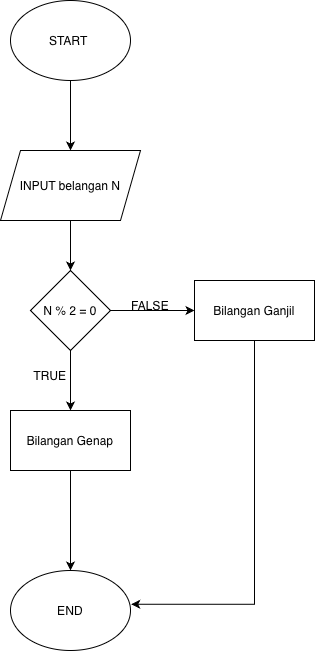 START
INPUT belangan N
N % 2 = 0
FALSE
Bilangan Ganjil
TRUE
Bilangan Genap
END